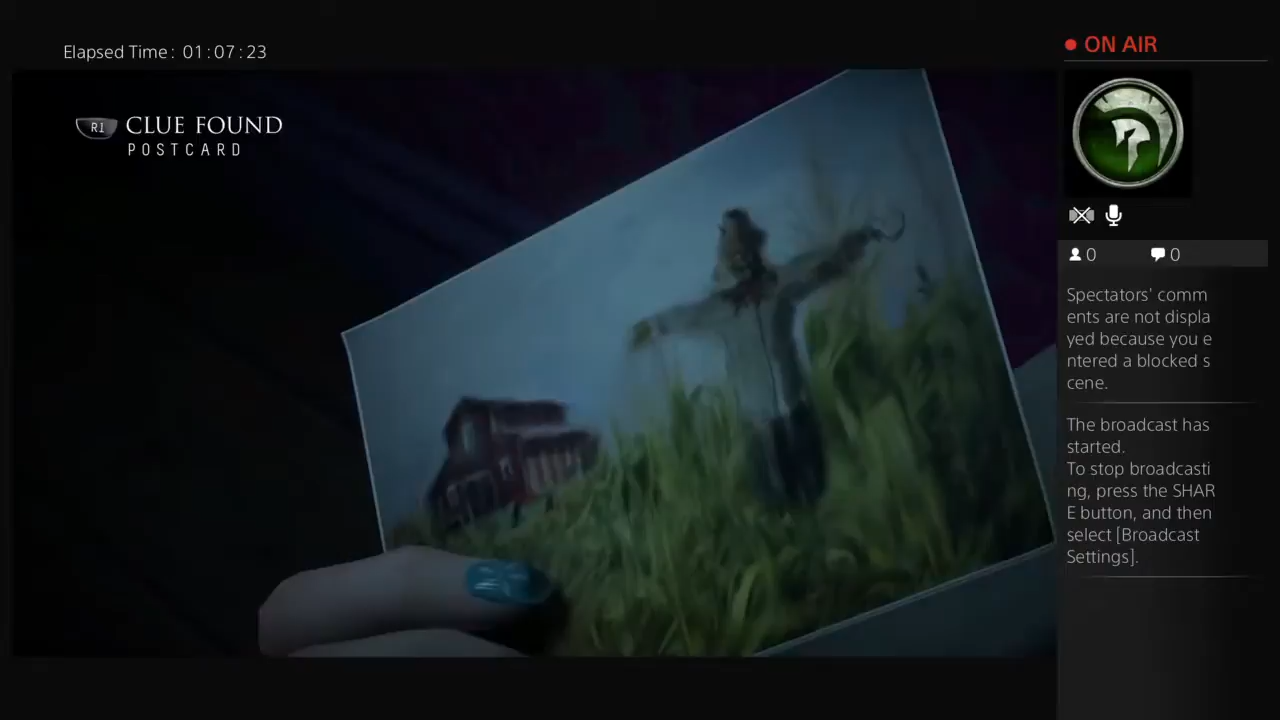 Elapsed Time: 01:07:23
ON AIR
R1 CLUE FOUND
POSTCARD
0 0
Spectators' comm
ents are not displa
yed because you e
ntered a blocked s
cene.
The broadcast has
started.
To stop broadcasti
ng, press the SHAR
E button, and then
select [Broadcast
Settings].